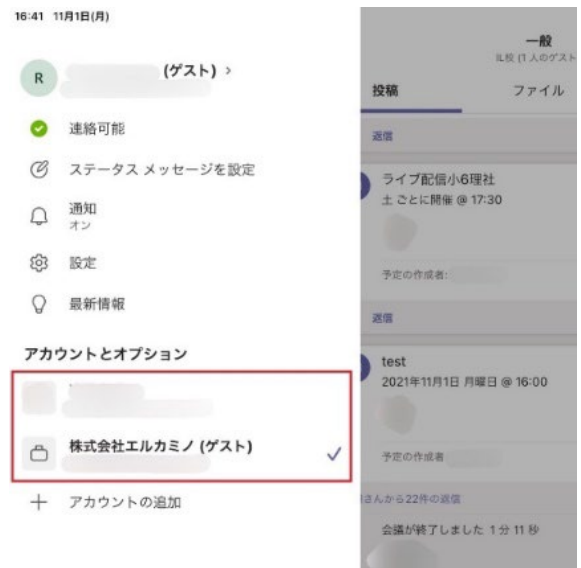 16:41 11月1日(月)
R
(ゲスト)
連絡可能
ステータス メッセージを設定
通知
オン
設定
最新情報
アカウントとオプション
株式会社エルカミノ (ゲスト)
アカウントの追加
一般
投稿
ファイル
返信
ライブ配信小6理社
土 ごとに開催 @ 17:30
予定の作成者:
返信
test
2021年11月1日 月曜日 @ 16:00
予定の作成者
さんから22件の返信
会議が終了しました 1 分 11 秒